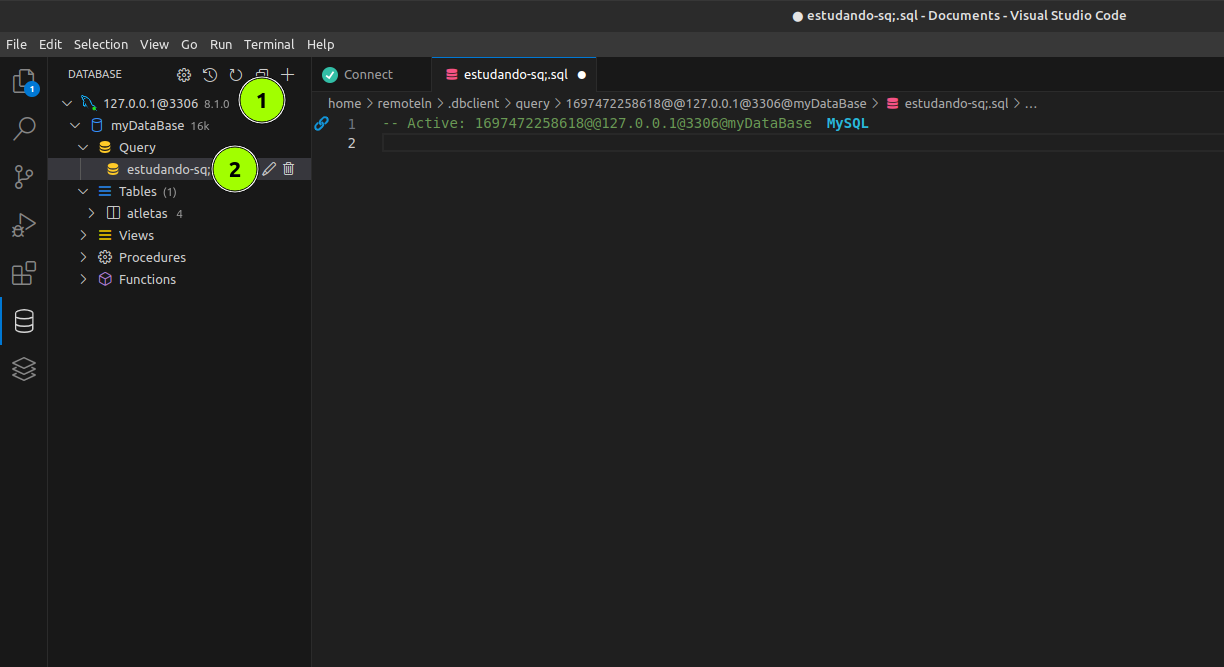 estudando-sq;.sql - Documents - Visual Studio Code
File Edit Selection View Go Run Terminal Help
DATABASE
Connect
estudando-sq;.sql
1
127.0.0.1@3306 8.1.0
1
home > remoteln > .dbclient > query > 1697472258618@@127.0.0.1@3306@myDataBase > estudando-sq;.sql > ...
myDataBase 16k
1 -- Active: 1697472258618@@127.0.0.1@3306@myDataBase MySQL
Query
2
estudando-sq;
2
Tables (1)
atletas 4
Views
Procedures
Functions